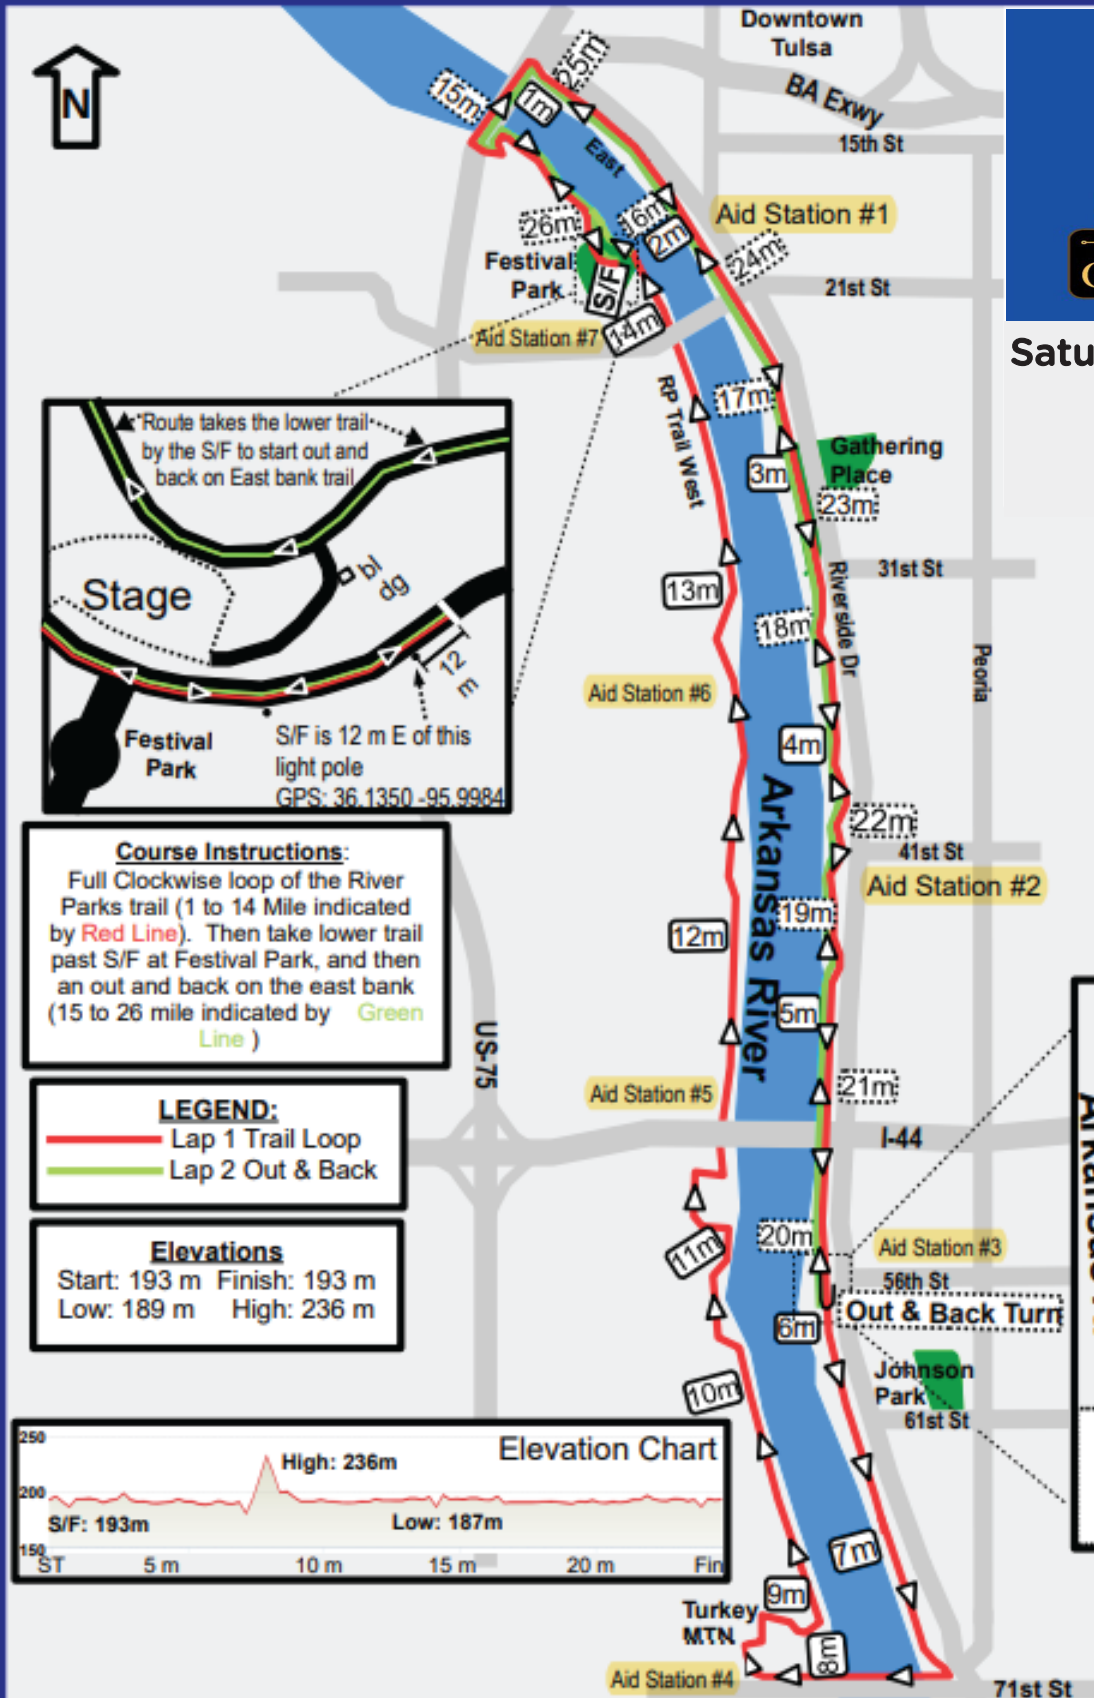 N
Downtown
Tulsa
BA Exwy
15th St
25m
15m
1m
East
Aid Station #1
16m
2m
26m
24m
Festival
Park
S/F
21st St
Aid Station #7
14m
Satu
RP Trail West
17m
Gathering
Place
3m
23m
31st St
13m
Riverside Dr
18m
Peoria
Aid Station #6
4m
22m
41st St
Aid Station #2
Arkansas River
19m
12m
5m
US-75
21m
Aid Station #5
I-44
20m
Aid Station #3
11m
56th St
Out & Back Turn
6m
Johnson
Park
10m
61st St
7m
9m
Turkey
MTN
8m
Aid Station #4
71st St
Route takes the lower trail
by the S/F to start out and
back on East bank trail
Stage
bl
dg
12
m
Festival
Park
S/F is 12 m E of this
light pole
GPS: 36.1350 -95.9984
Course Instructions:
Full Clockwise loop of the River
Parks trail (1 to 14 Mile indicated
by Red Line). Then take lower trail
past S/F at Festival Park, and then
an out and back on the east bank
(15 to 26 mile indicated by Green
Line )
LEGEND:
Lap 1 Trail Loop
Lap 2 Out & Back
Elevations
Start: 193 m Finish: 193 m
Low: 189 m High: 236 m
Elevation Chart
250
High: 236m
200
S/F: 193m
Low: 187m
150
ST 5 m 10 m 15 m 20 m Fin